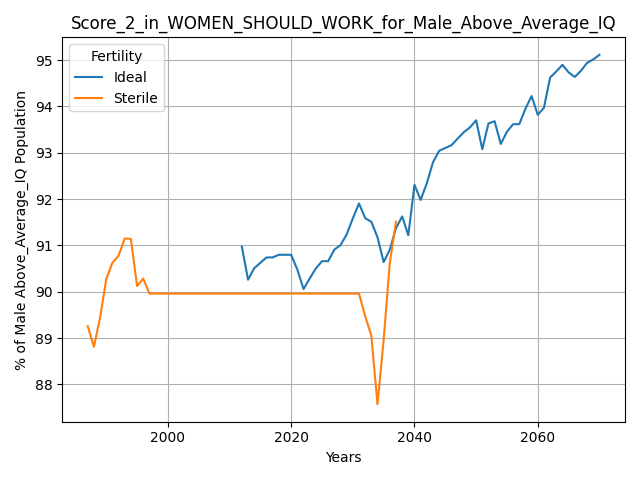 Score_2_in_WOMEN_SHOULD_WORK_for_Male_Above_Average_IQ
% of Male Above_Average_IQ Population
Fertility
Ideal
Sterile
95
94
93
92
91
90
89
88
2000
2020
2040
2060
Years